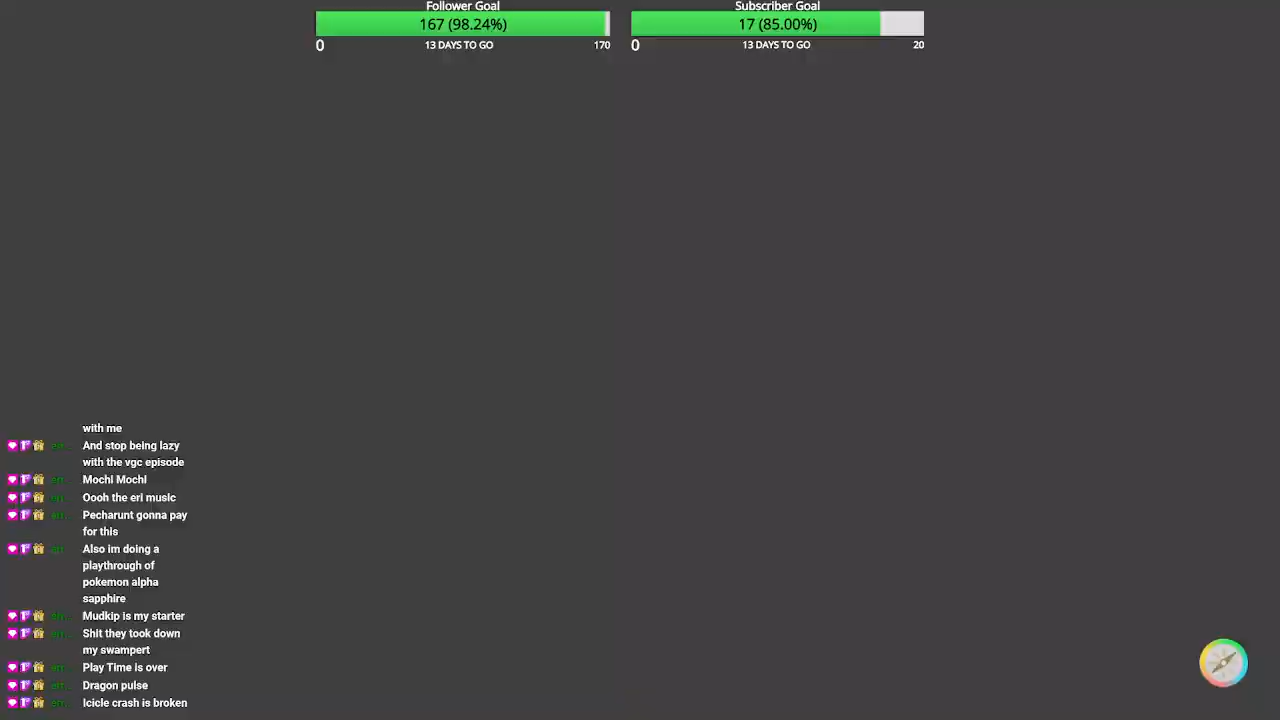 Follower Goal
167 (98.24%)
0 13 DAYS TO GO 170
Subscriber Goal
17 (85.00%)
0 13 DAYS TO GO 20
with me
And stop being lazy
with the vgc episode
Mochi Mochi
Oooh the eri music
Pecharunt gonna pay
for this
Also im doing a
playthrough of
pokemon alpha
sapphire
Mudkip is my starter
Shit they took down
my swampert
Play Time is over
Dragon pulse
Icicle crash is broken